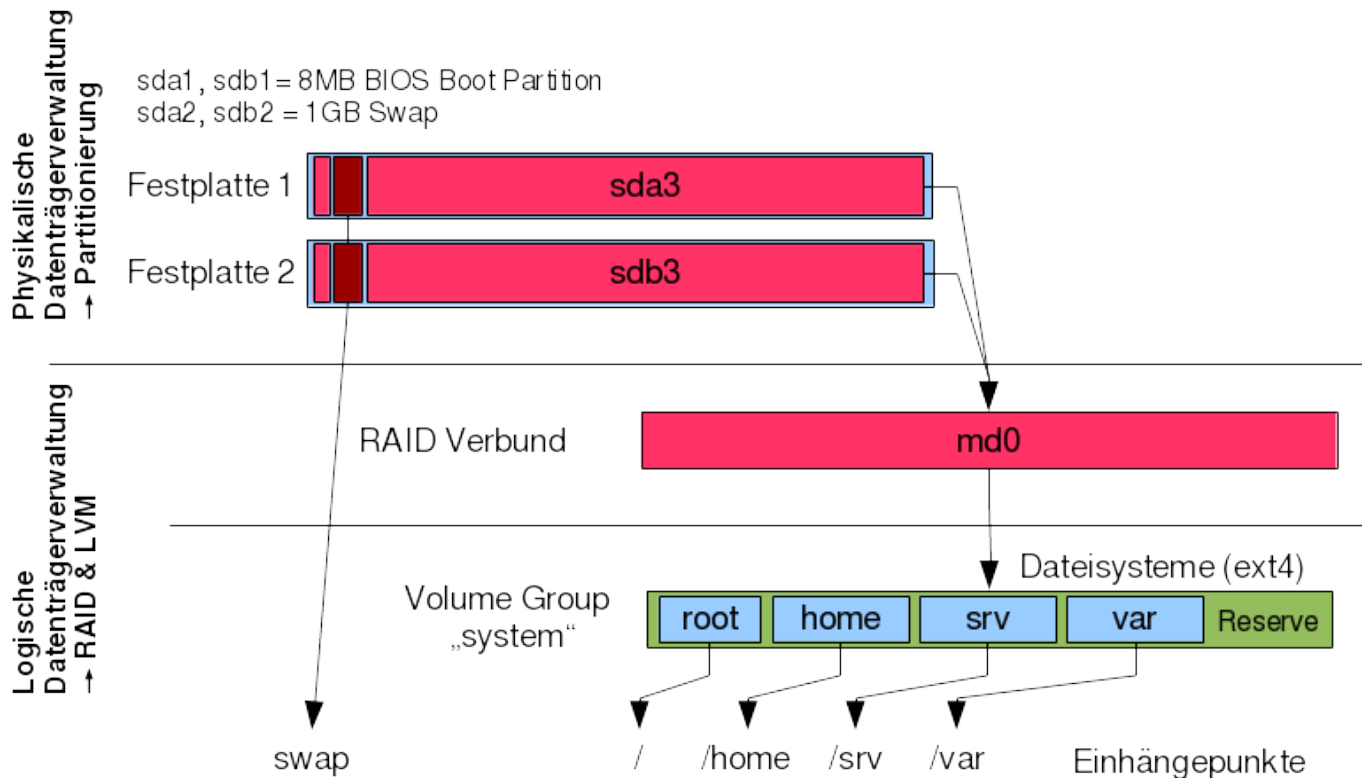 Physikalische
Datenträgerverwaltung
→ Partitionierung
sda1, sdb1= 8MB BIOS Boot Partition
sda2, sdb2 = 1GB Swap
Festplatte 1
sda3
Festplatte 2
sdb3
Logische
Datenträgerverwaltung
→ RAID & LVM
RAID Verbund
md0
Dateisysteme (ext4)
Volume Group
„system“
root
home
srv
var
Reserve
swap
/
/home
/srv
/var
Einhängepunkte